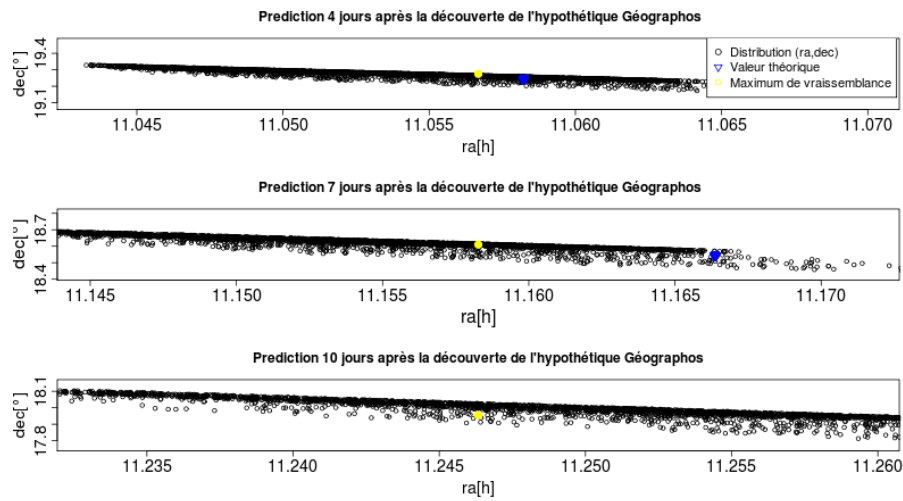 Prediction 4 jours après la découverte de l'hypothétique Géographos
dec[°]
19.4
19.1
Distribution (ra,dec)
Valeur théorique
Maximum de vraissemblance
11.045 11.050 11.055 11.060 11.065 11.070
ra[h]
Prediction 7 jours après la découverte de l'hypothétique Géographos
dec[°]
18.7
18.4
11.145 11.150 11.155 11.160 11.165 11.170
ra[h]
Prediction 10 jours après la découverte de l'hypothétique Géographos
dec[°]
18.1
17.8
11.235 11.240 11.245 11.250 11.255 11.260
ra[h]